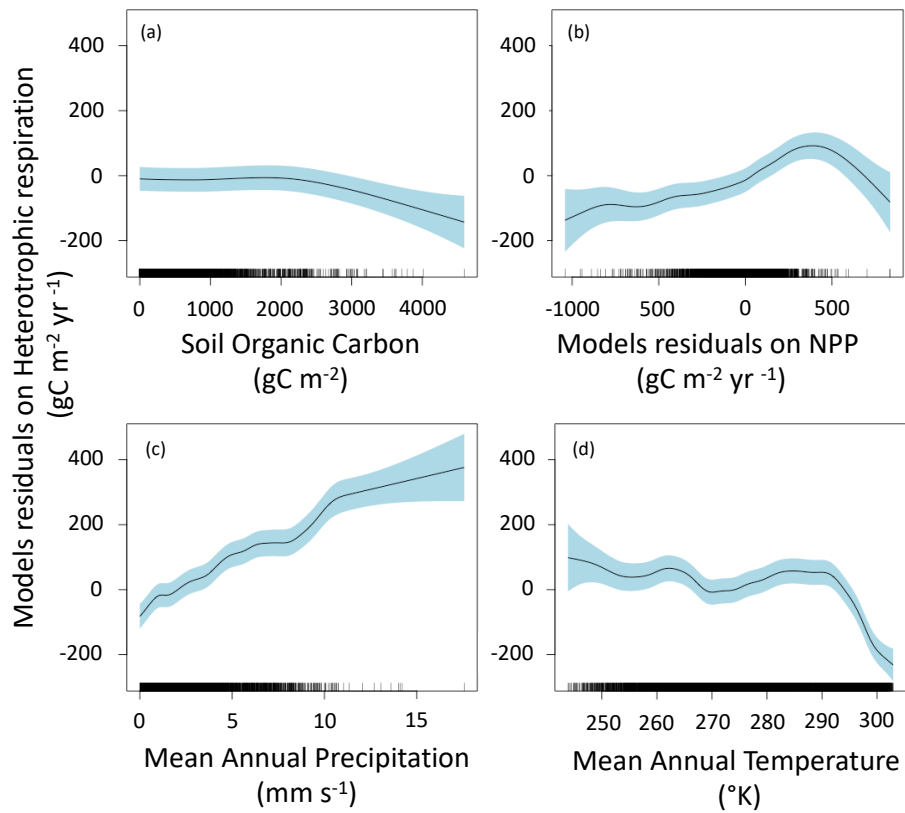 Models residuals on Heterotrophic respiration
(gC m⁻² yr ⁻¹)
(a)
400
200
0
-200
0 1000 2000 3000 4000
Soil Organic Carbon
(gC m⁻²)
(b)
400
200
0
-200
-1000 -500 0 500
Models residuals on NPP
(gC m⁻² yr ⁻¹)
(c)
400
200
0
-200
0 5 10 15
Mean Annual Precipitation
(mm s⁻¹)
(d)
400
200
0
-200
250 260 270 280 290 300
Mean Annual Temperature
(°K)